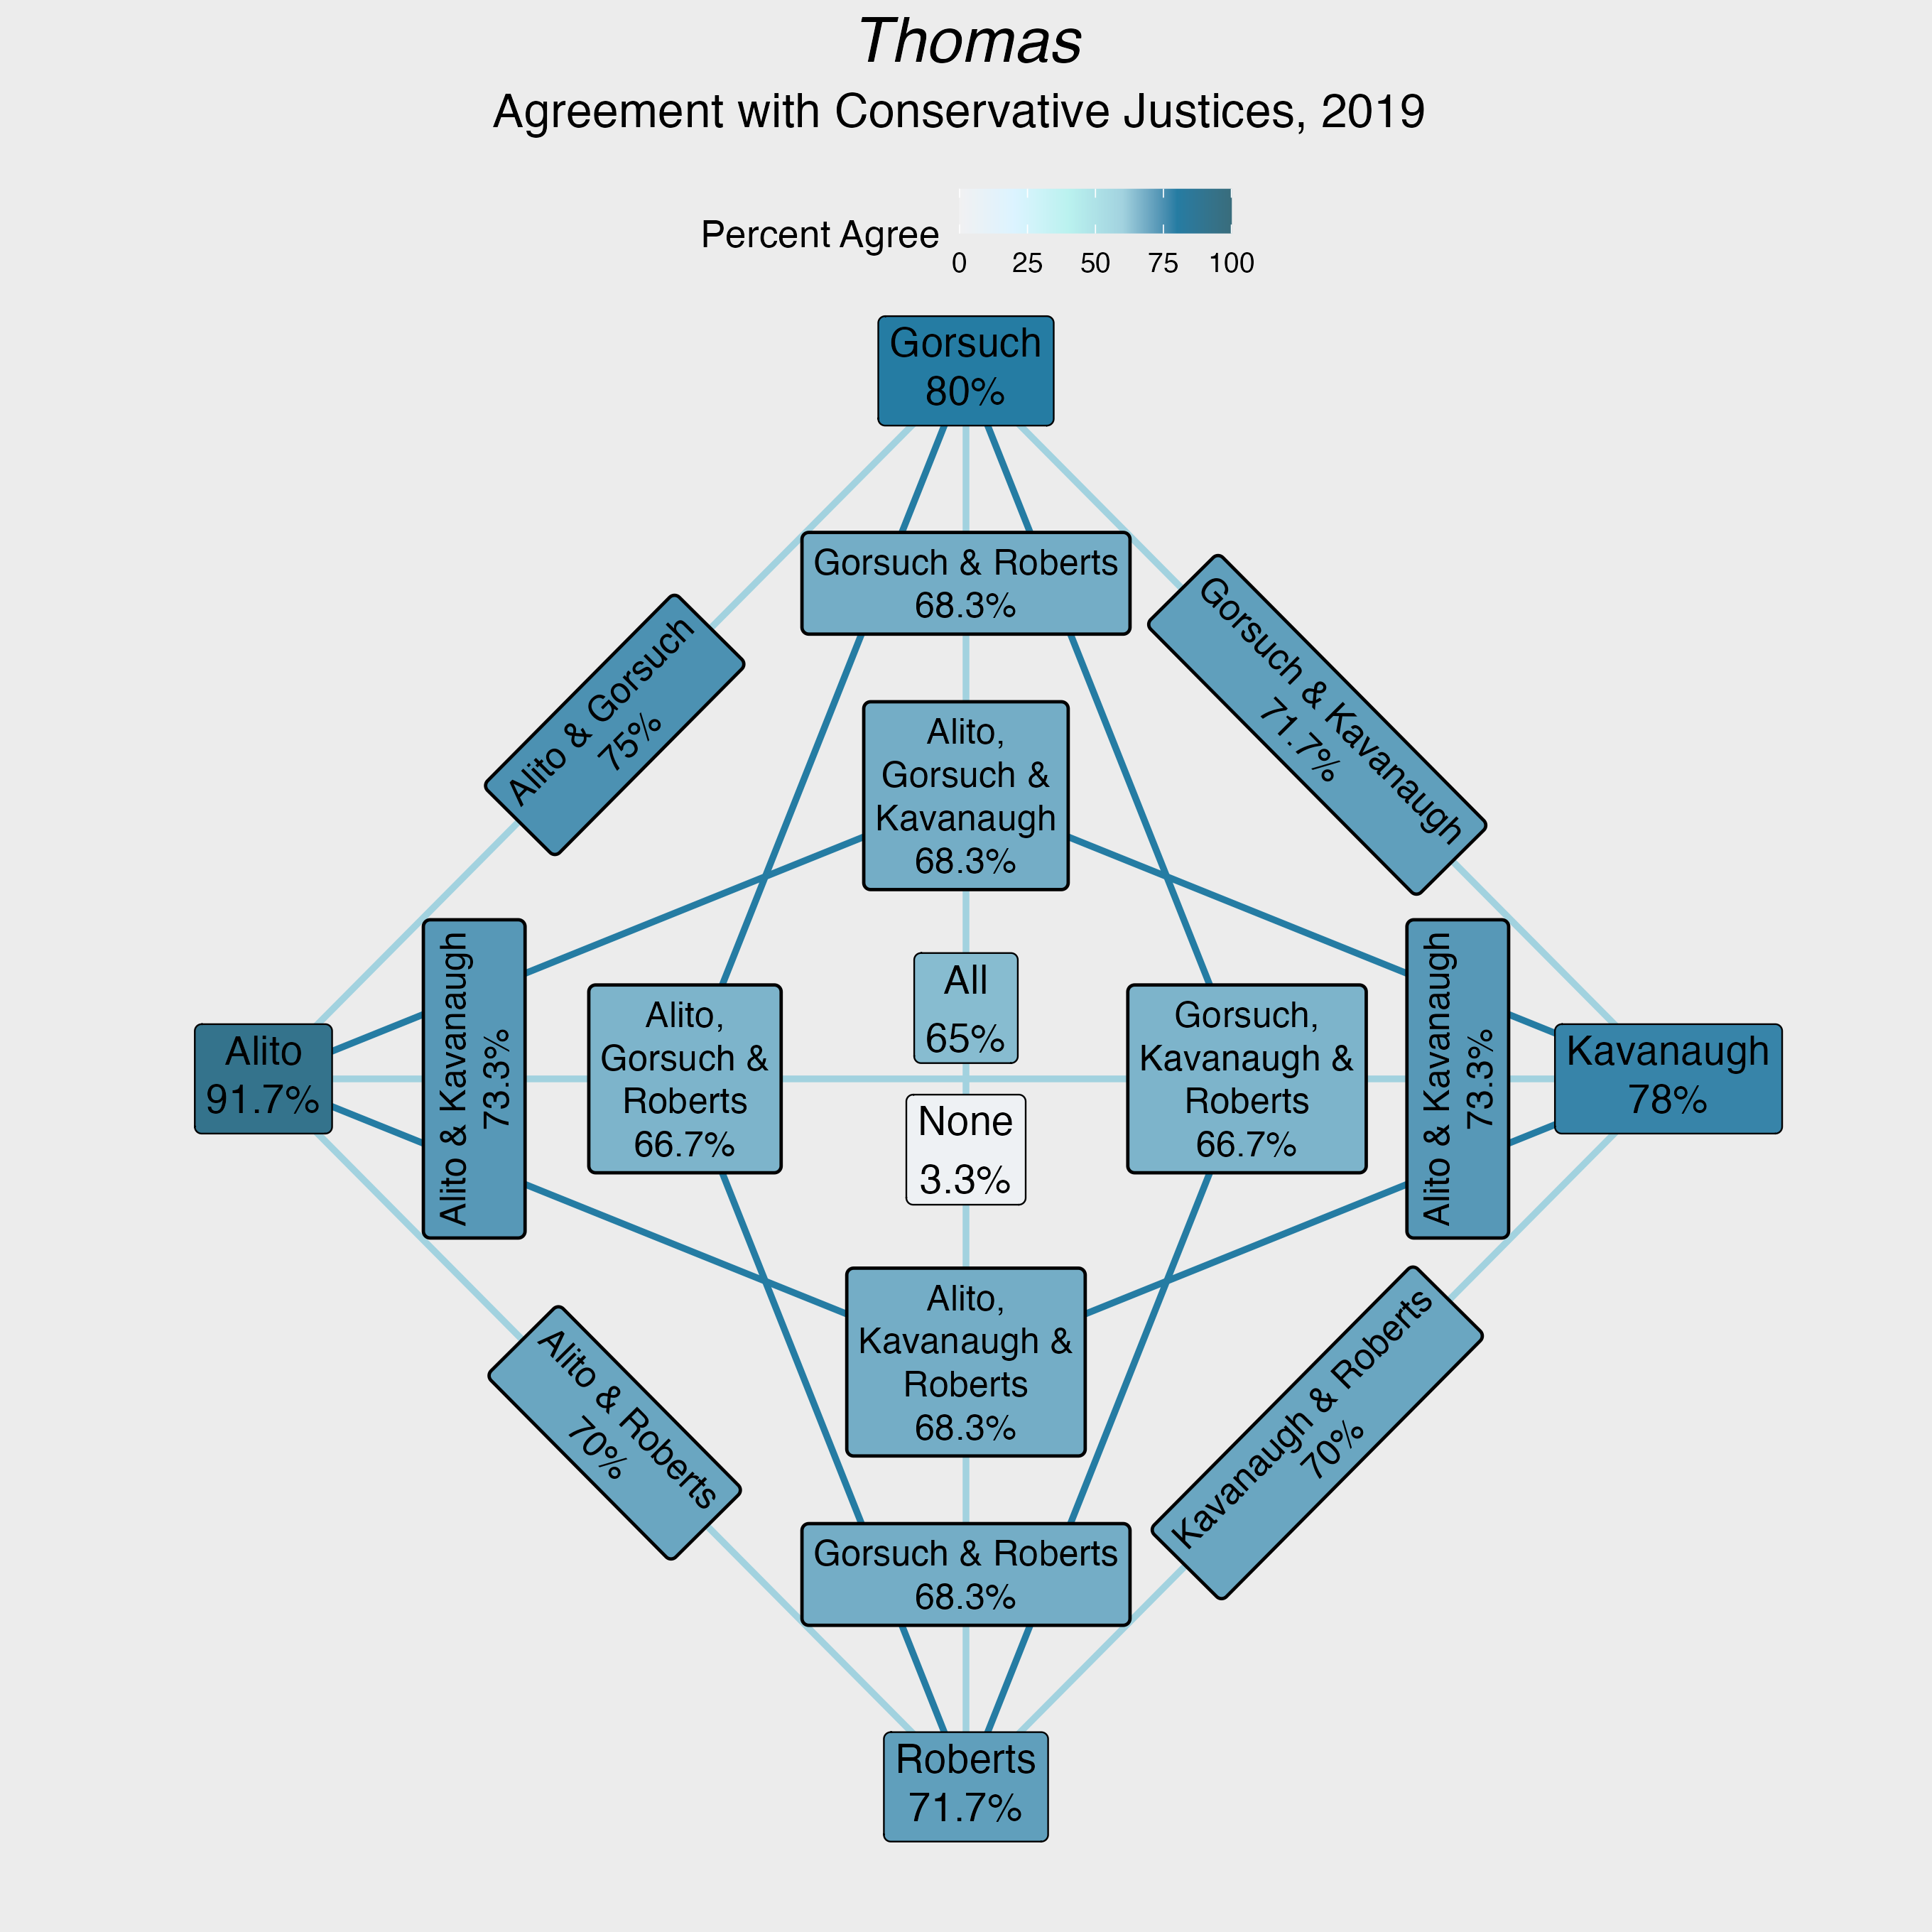 Thomas
Agreement with Conservative Justices, 2019
Percent Agree
0 25 50 75 100
Gorsuch
80%
Gorsuch & Roberts
68.3%
Alito & Gorsuch
75%
Gorsuch & Kavanaugh
71.7%
Alito,
Gorsuch &
Kavanaugh
68.3%
Alito
91.7%
Alito & Kavanaugh
73.3%
Alito,
Gorsuch &
Roberts
66.7%
All
65%
None
3.3%
Gorsuch,
Kavanaugh &
Roberts
66.7%
Alito & Kavanaugh
73.3%
Kavanaugh
78%
Alito,
Kavanaugh &
Roberts
68.3%
Alito & Roberts
70%
Kavanaugh & Roberts
70%
Gorsuch & Roberts
68.3%
Roberts
71.7%